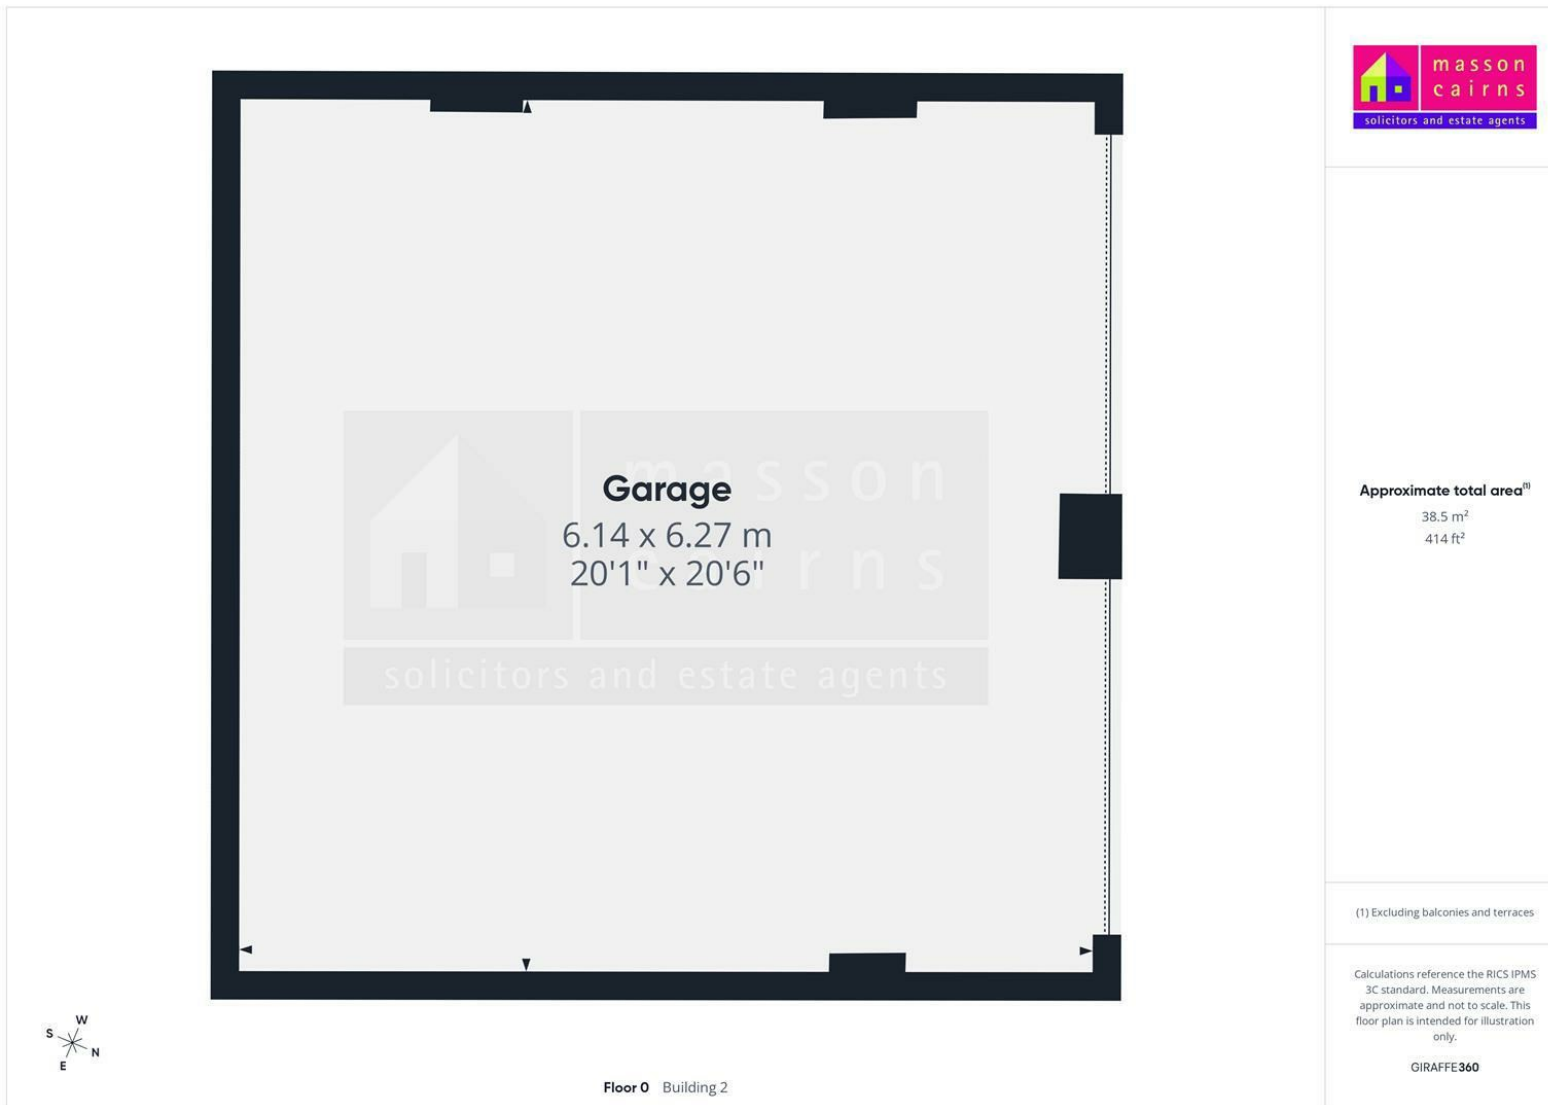 masson
cairns
solicitors and estate agents
masson
cairns
solicitors and estate agents
Garage
6.14 x 6.27 m
20'1" x 20'6"
Approximate total area(1)
38.5 m²
414 ft²
(1) Excluding balconies and terraces
Calculations reference the RICS IPMS
3C standard. Measurements are
approximate and not to scale. This
floor plan is intended for illustration
only.
GIRAFFE360
W
S
N
E
Floor 0 Building 2